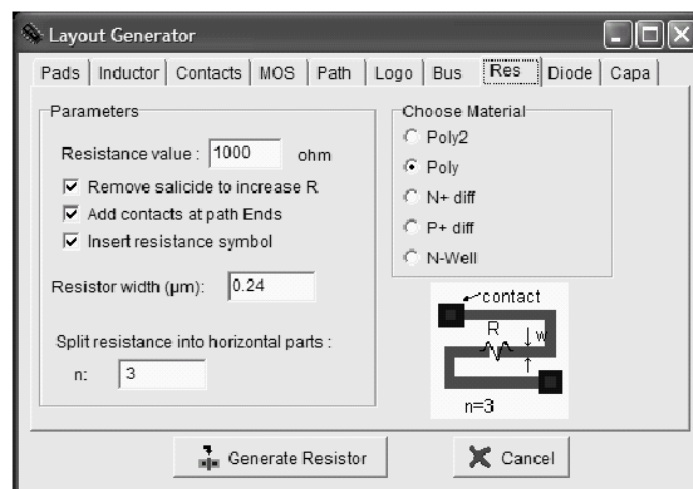 Layout Generator
Pads Inductor Contacts MOS Path Logo Bus Res Diode Capa
Parameters
Resistance value : 1000 ohm
Remove salicide to increase R
Add contacts at path Ends
Insert resistance symbol
Resistor width (µm): 0.24
Split resistance into horizontal parts :
n: 3
Choose Material
Poly2
Poly
N+ diff
P+ diff
N-Well
contact
R
w
n=3
Generate Resistor
Cancel